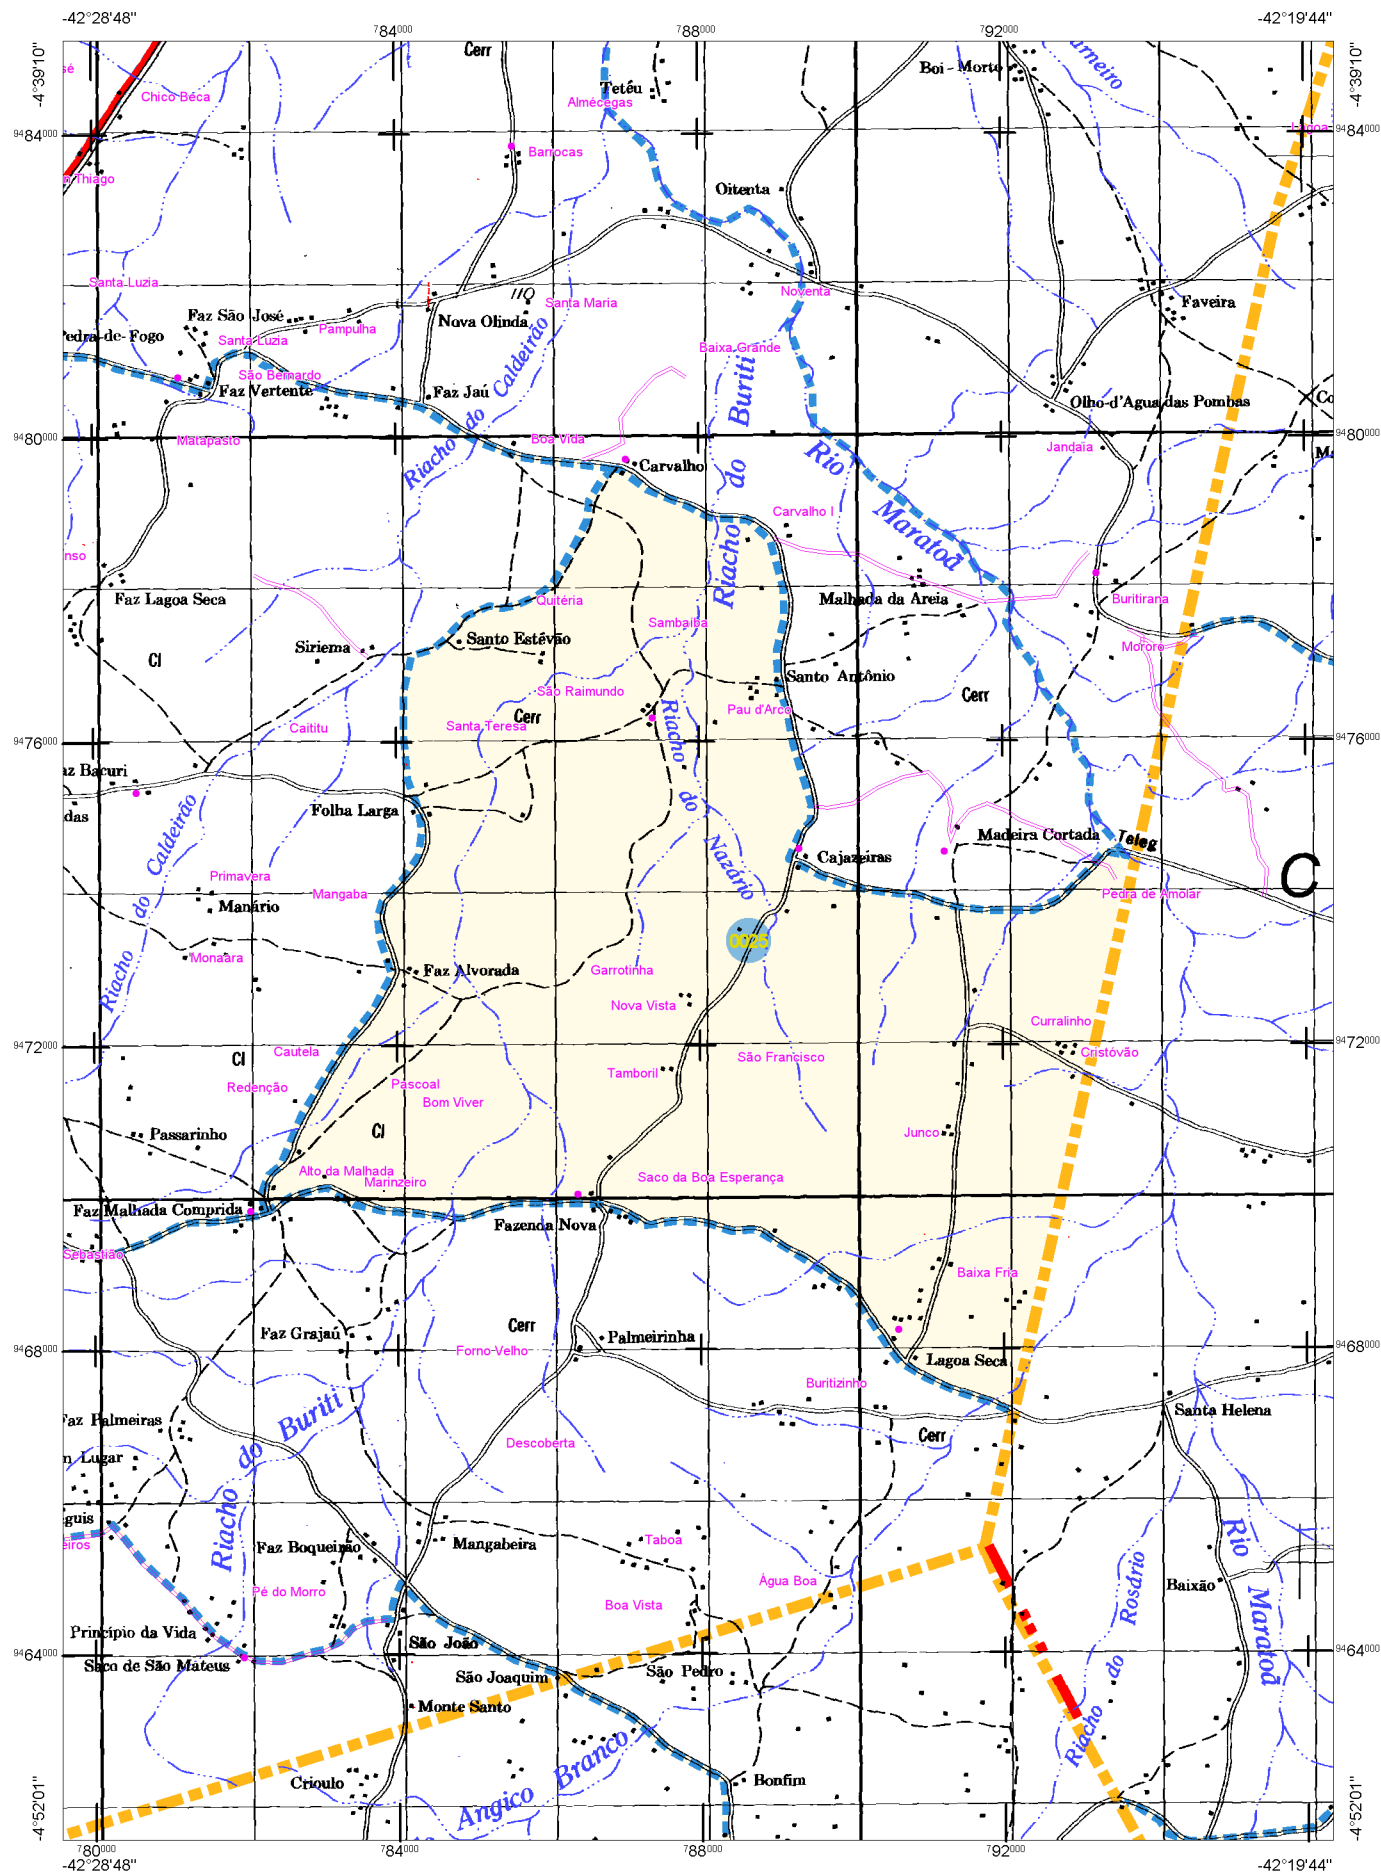 -42°28'48"
-42°19'44"
784000
788000
792000
-4°39'10"
-4°39'10"
Cerr
Boi-Morto
Tetêu
Almécegas
Chico Béca
9484000
9484000
Barrocas
Oitenta
Santa Luzia
110
Santa Maria
Noventa
Faveira
Faz São José
Pampulha
Nova Olinda
Santa Luzia
Baixa Grande
São Bernardo
Faz Vertente
Faz Jaú
Olho-d'Agua das Pombas
Riacho do Caldeirão
Riacho do Buriti
Rio Maratoã
9480000
9480000
Matapasto
Boa Vida
Jandaia
Carvalho
Carvalho I
Faz Lagoa Seca
Quitéria
Malhada da Areia
Buritirana
Sambaíba
Siriema
Santo Estêvão
Mororo
Cl
Santo Antônio
São Raimundo
Cerr
Pau d'Arco
Cerr
Caititu
Santa Teresa
9476000
9476000
Riacho do Nazário
Folha Larga
Madeira Cortada
Teleg
Cajazeiras
C
Riacho do Caldeirão
Primavera
Mangaba
Pedra de Amolar
Manário
0025
Monaara
Faz Alvorada
Garrotinha
Nova Vista
Curralinho
9472000
9472000
Cl
Cautela
São Francisco
Cristóvão
Redenção
Pascoal
Tamboril
Bom Viver
Passarinho
Cl
Junco
Alto da Malhada
Marinzeiro
Saco da Boa Esperança
Faz Malhada Comprida
Fazenda Nova
Sebastião
Baixa Fria
Cerr
Faz Grajaú
Palmeirinha
9468000
9468000
Forno-Velho
Lagoa Seca
Buritizinho
Santa Helena
Faz Palmeiras
Riacho do Buriti
Descoberta
Cerr
Lugar
Mangabeira
Taboa
Faz Boqueirão
Rio Maratoã
Pé do Morro
Água Boa
Boa Vista
Baixão
Riacho do Rosário
Princípio da Vida
São João
9464000
9464000
Saco de São Mateus
São Joaquim
São Pedro
Monte Santo
Crioulo
Bonfim
Angico Branco
-4°52'01"
-4°52'01"
780000
784000
788000
792000
-42°28'48"
-42°19'44"